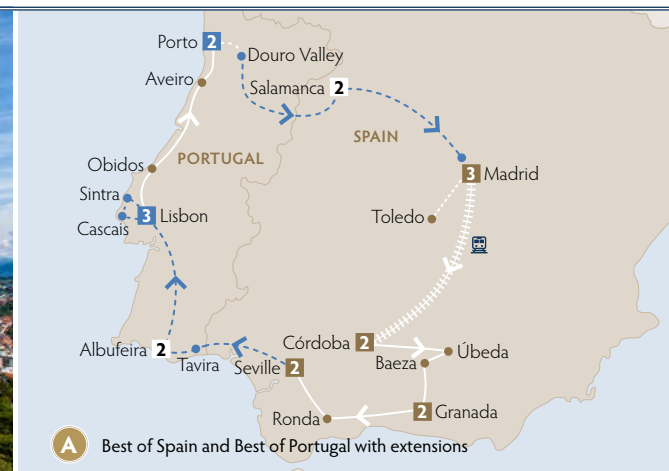 Porto 2
Douro Valley
Aveiro
Salamanca 2
SPAIN
PORTUGAL
Obidos
3 Madrid
Sintra
3 Lisbon
Toledo
Cascais
Córdoba 2
Albufeira 2
Úbeda
Tavira
Seville 2
Baeza
2 Granada
Ronda
A Best of Spain and Best of Portugal with extensions